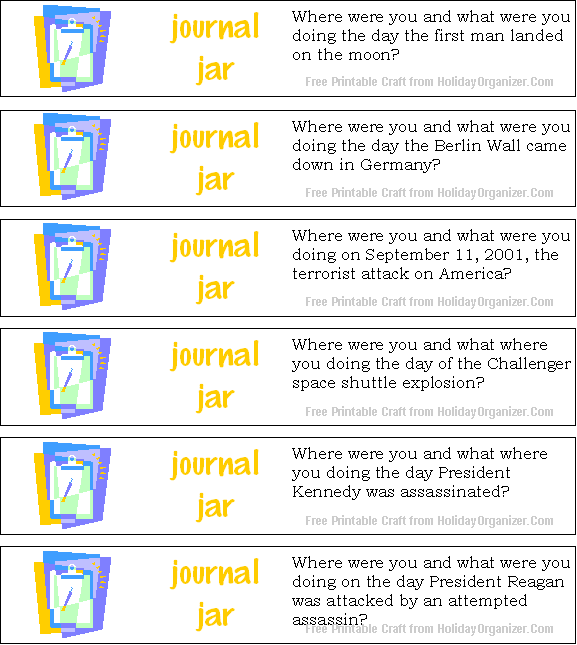 journal
jar
Where were you and what were you
doing the day the first man landed
on the moon?
Free Printable Craft from HolidayOrganizer.Com
journal
jar
Where were you and what were you
doing the day the Berlin Wall came
down in Germany?
Free Printable Craft from HolidayOrganizer.Com
journal
jar
Where were you and what were you
doing on September 11, 2001, the
terrorist attack on America?
Free Printable Craft from HolidayOrganizer.Com
journal
jar
Where were you and what where
you doing the day of the Challenger
space shuttle explosion?
Free Printable Craft from HolidayOrganizer.Com
journal
jar
Where were you and what where
you doing the day President
Kennedy was assassinated?
Free Printable Craft from HolidayOrganizer.Com
journal
jar
Where were you and what were you
doing on the day President Reagan
was attacked by an attempted
assassin?
Free Printable Craft from HolidayOrganizer.Com